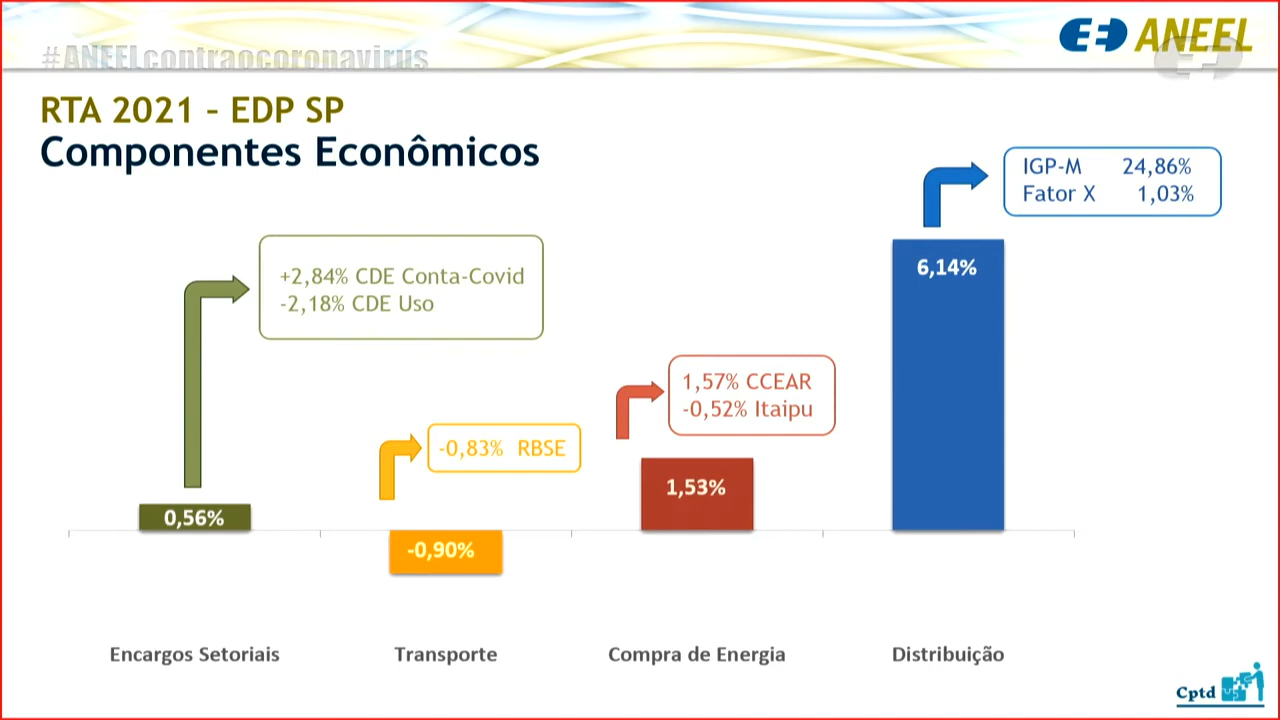 #ANEELcontraocoronavirus
ANEEL
RTA 2021 – EDP SP
Componentes Econômicos
IGP-M 24,86%
Fator X 1,03%
+2,84% CDE Conta-Covid
-2,18% CDE Uso
6,14%
1,57% CCEAR
-0,52% Itaipu
-0,83% RBSE
1,53%
0,56%
-0,90%
Encargos Setoriais
Transporte
Compra de Energia
Distribuição
Cptd